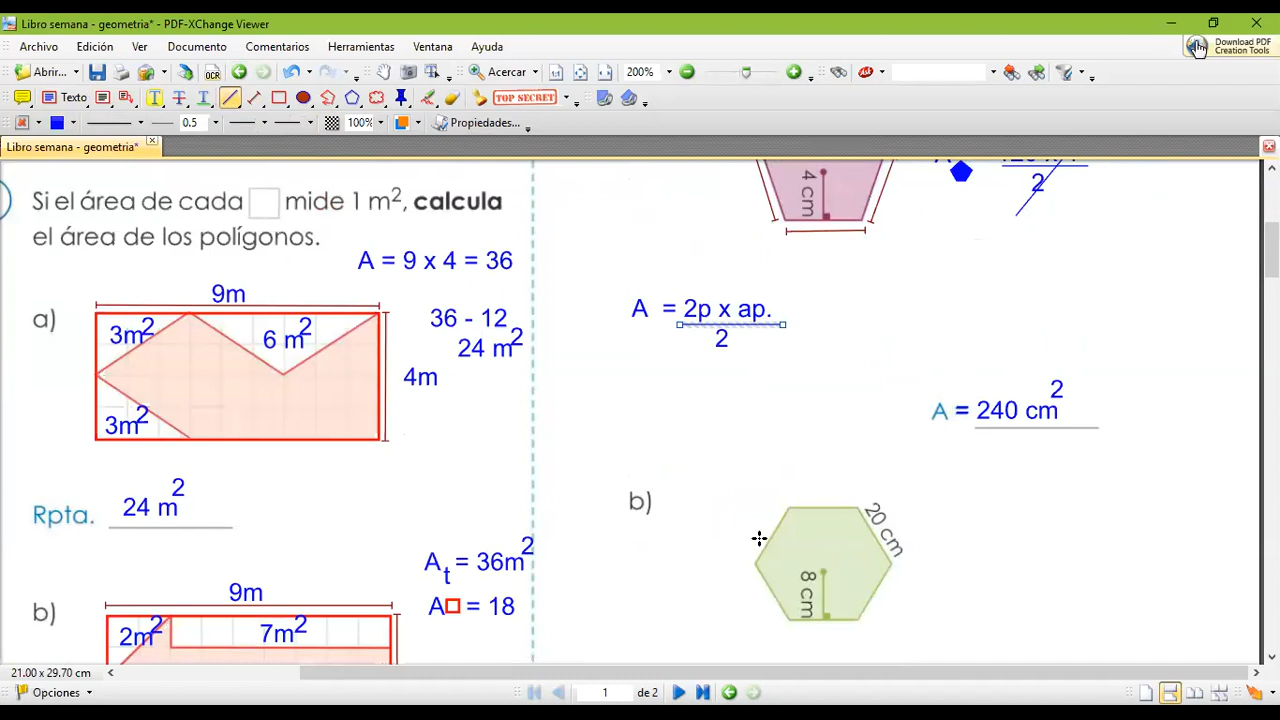 Libro semana - geometria* - PDF-XChange Viewer
Archivo Edición Ver Documento Comentarios Herramientas Ventana Ayuda
Download PDF
Creation Tools
Abrir... OCR Acercar 200%
Texto T T T TOP SECRET
0.5 100% Propiedades...
Libro semana - geometria*
Si el área de cada □ mide 1 m², calcula
el área de los polígonos.
A = 9 x 4 = 36
a)
9m
3m²
6 m²
3m²
4m
36 - 12
24 m²
Rpta. 24 m²
A_t = 36m²
A□ = 18
b)
9m
2m²
7m²
4 cm
2
A = 2p x ap.
2
A = 240 cm²
b)
20 cm
8 cm
21.00 x 29.70 cm
Opciones 1 de 2